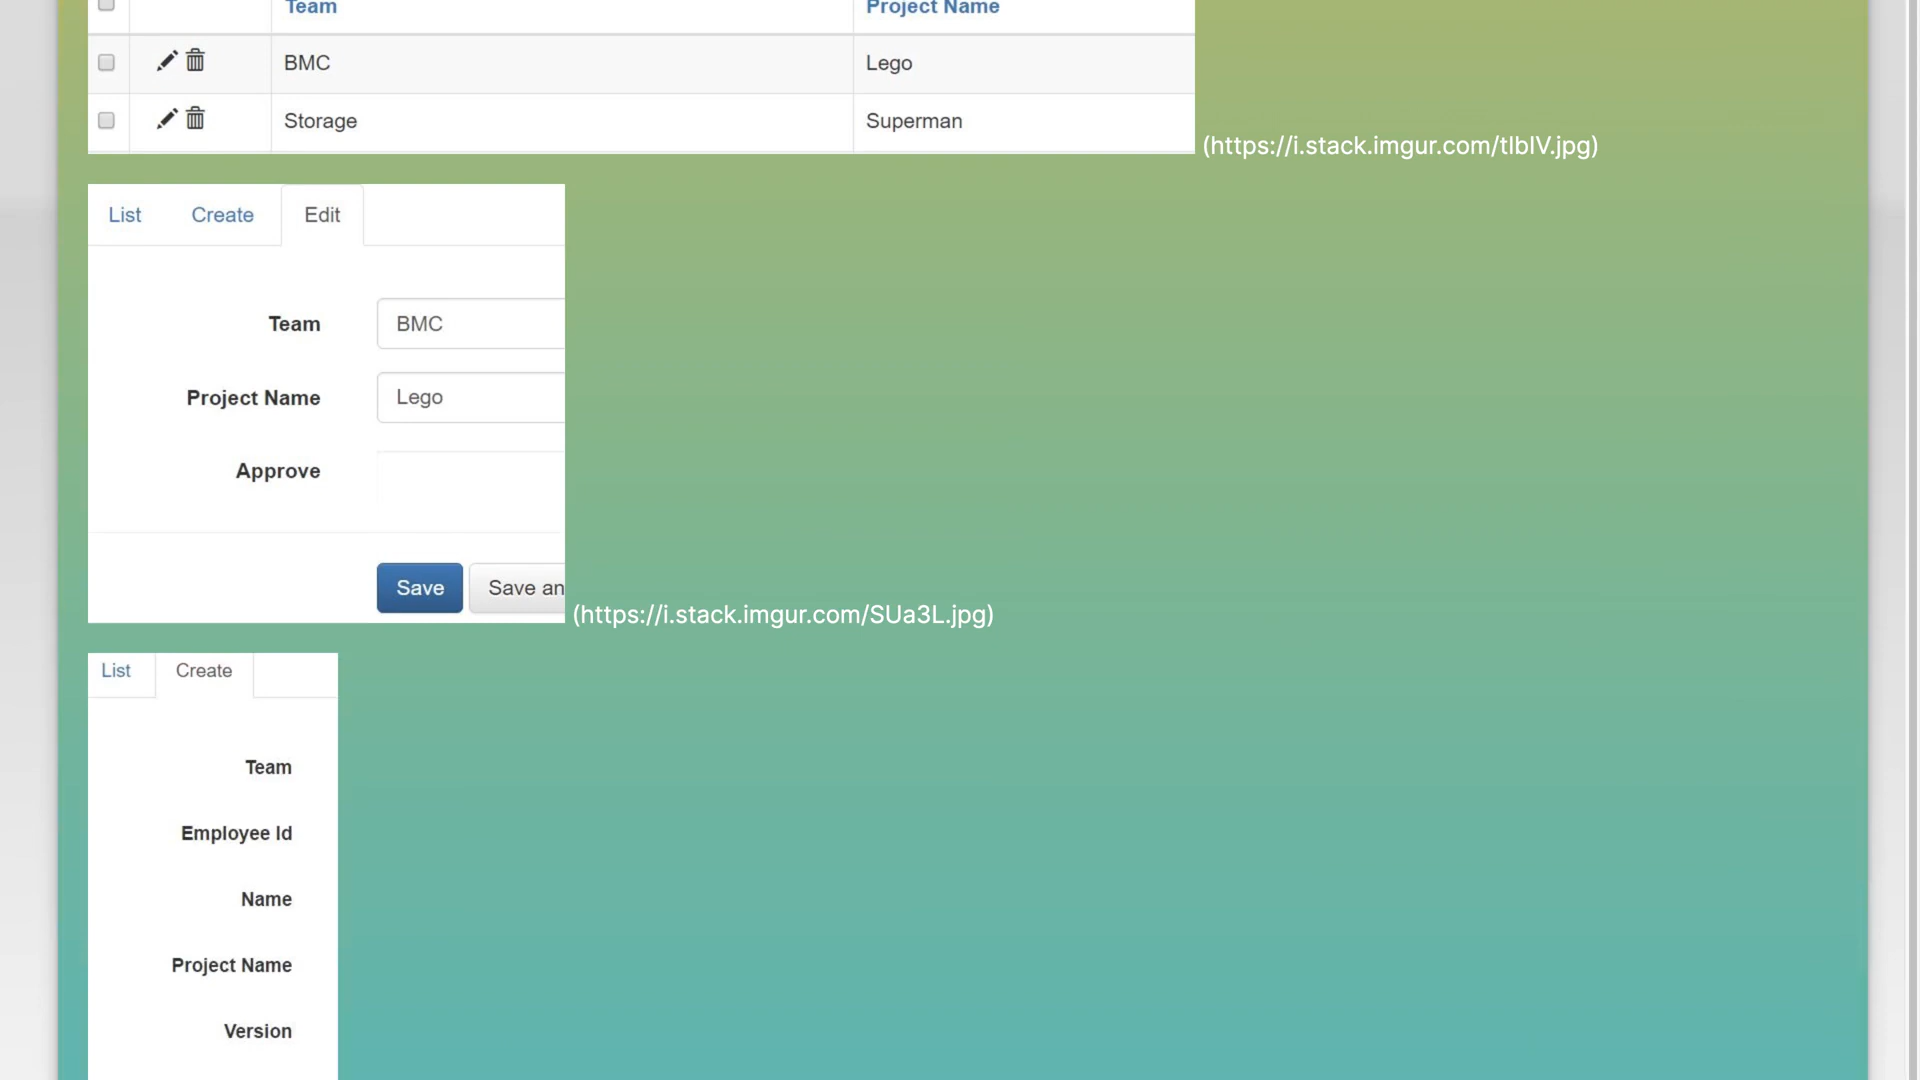 Team Project Name
BMC Lego
Storage Superman
(https://i.stack.imgur.com/tIbIV.jpg)
List Create Edit
Team BMC
Project Name Lego
Approve
Save Save an
(https://i.stack.imgur.com/SUa3L.jpg)
List Create
Team
Employee Id
Name
Project Name
Version